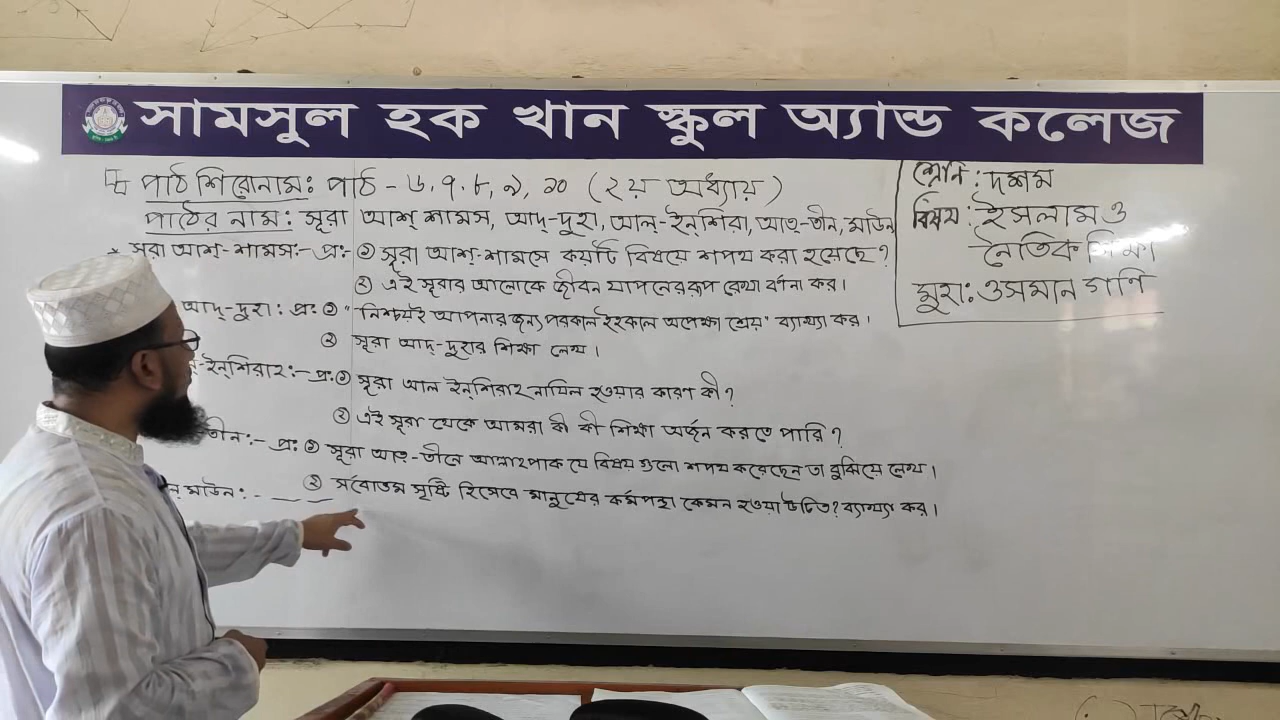 সামসুল হক খান স্কুল অ্যান্ড কলেজ
পাঠ শিরোনাম: পাঠ - ৬, ৭, ৮, ৯, ১০ (২য় অধ্যায়)
পাঠের নাম: সূরা আশ্ শামস, আদ্-দুহা, আল-ইন্শিরা, আত্-তীন, মাউন
* সূরা আশ্-শামস:- প্র: ① সূরা আশ্-শামসে কয়টি বিষয়ে শপথ করা হয়েছে?
② এই সূরার আলোকে জীবন যাপনের রূপ রেখা বর্ণনা কর।
আদ্-দুহা: প্র: ① "নিশ্চয়ই আপনার জন্য পরকাল ইহকাল অপেক্ষা শ্রেয়" ব্যাখ্যা কর।
② সূরা আদ্-দুহার শিক্ষা লেখ।
-ইন্শিরাহ:- প্র: ① সূরা আল ইন্শিরাহ নাযিল হওয়ার কারণ কী?
② এই সূরা থেকে আমরা কী কী শিক্ষা অর্জন করতে পারি?
-তীন:- প্র: ① সূরা আত্-তীনে আল্লাহপাক যে বিষয় গুলো শপথ করেছেন তা বুঝিয়ে লেখ।
② সর্বোত্তম সৃষ্টি হিসেবে মানুষের কর্মপন্থা কেমন হওয়া উচিত? ব্যাখ্যা কর।
মাউন: -
শ্রেণি: দশম
বিষয়: ইসলাম ও
নৈতিক শিক্ষা
মুহা: ওসমান গণি